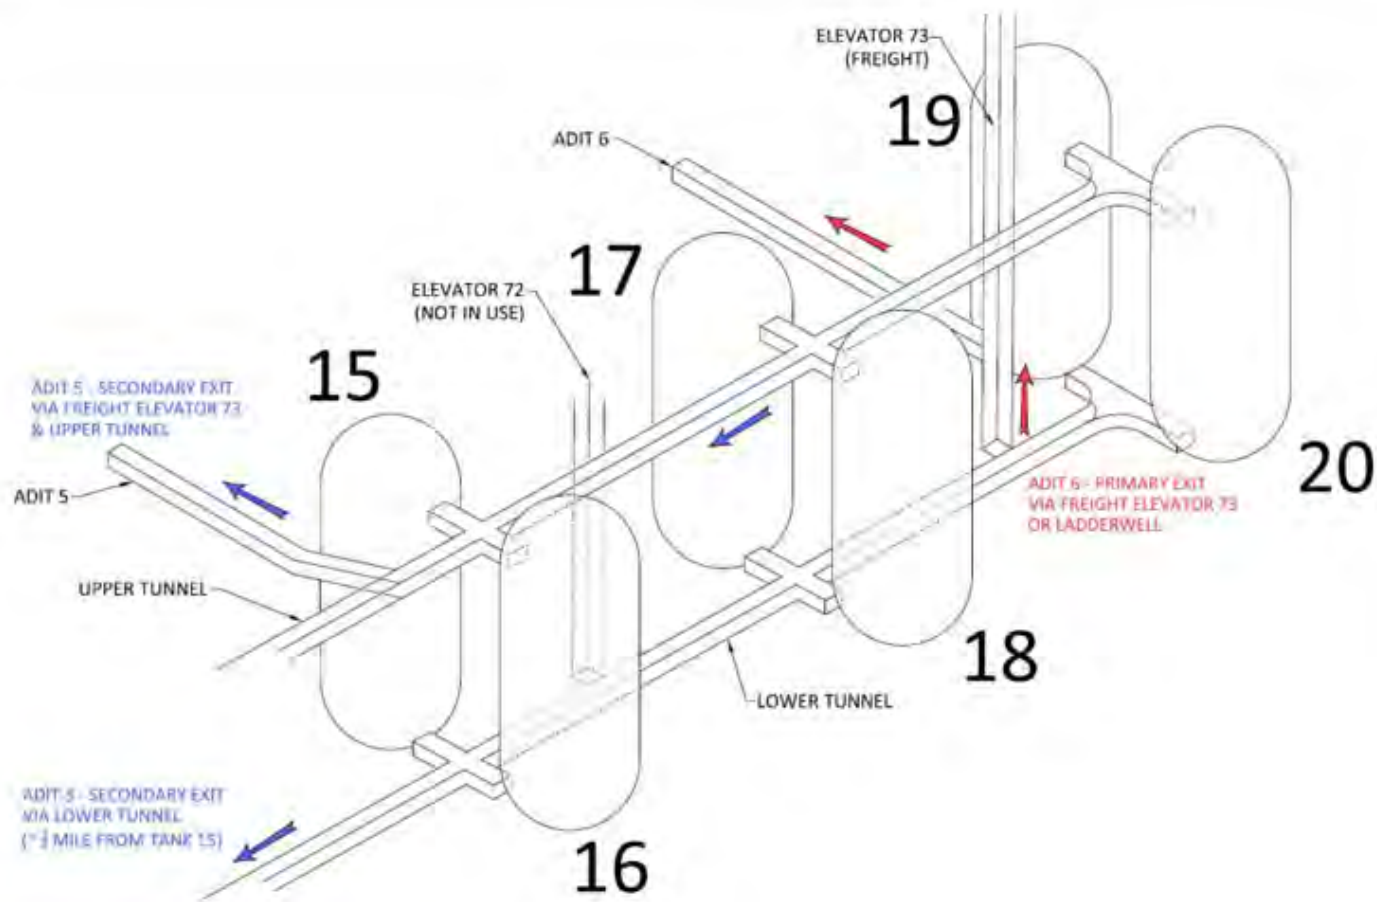 ELEVATOR 73
(FREIGHT)
19
ADIT 6
17
ELEVATOR 72
(NOT IN USE)
15
ADIT 5 - SECONDARY EXIT
VIA FREIGHT ELEVATOR 73
& UPPER TUNNEL
ADIT 5
20
ADIT 6 - PRIMARY EXIT
VIA FREIGHT ELEVATOR 73
OR LADDERWELL
UPPER TUNNEL
18
LOWER TUNNEL
ADIT 3 - SECONDARY EXIT
VIA LOWER TUNNEL
MILE FROM TANK 15)
16